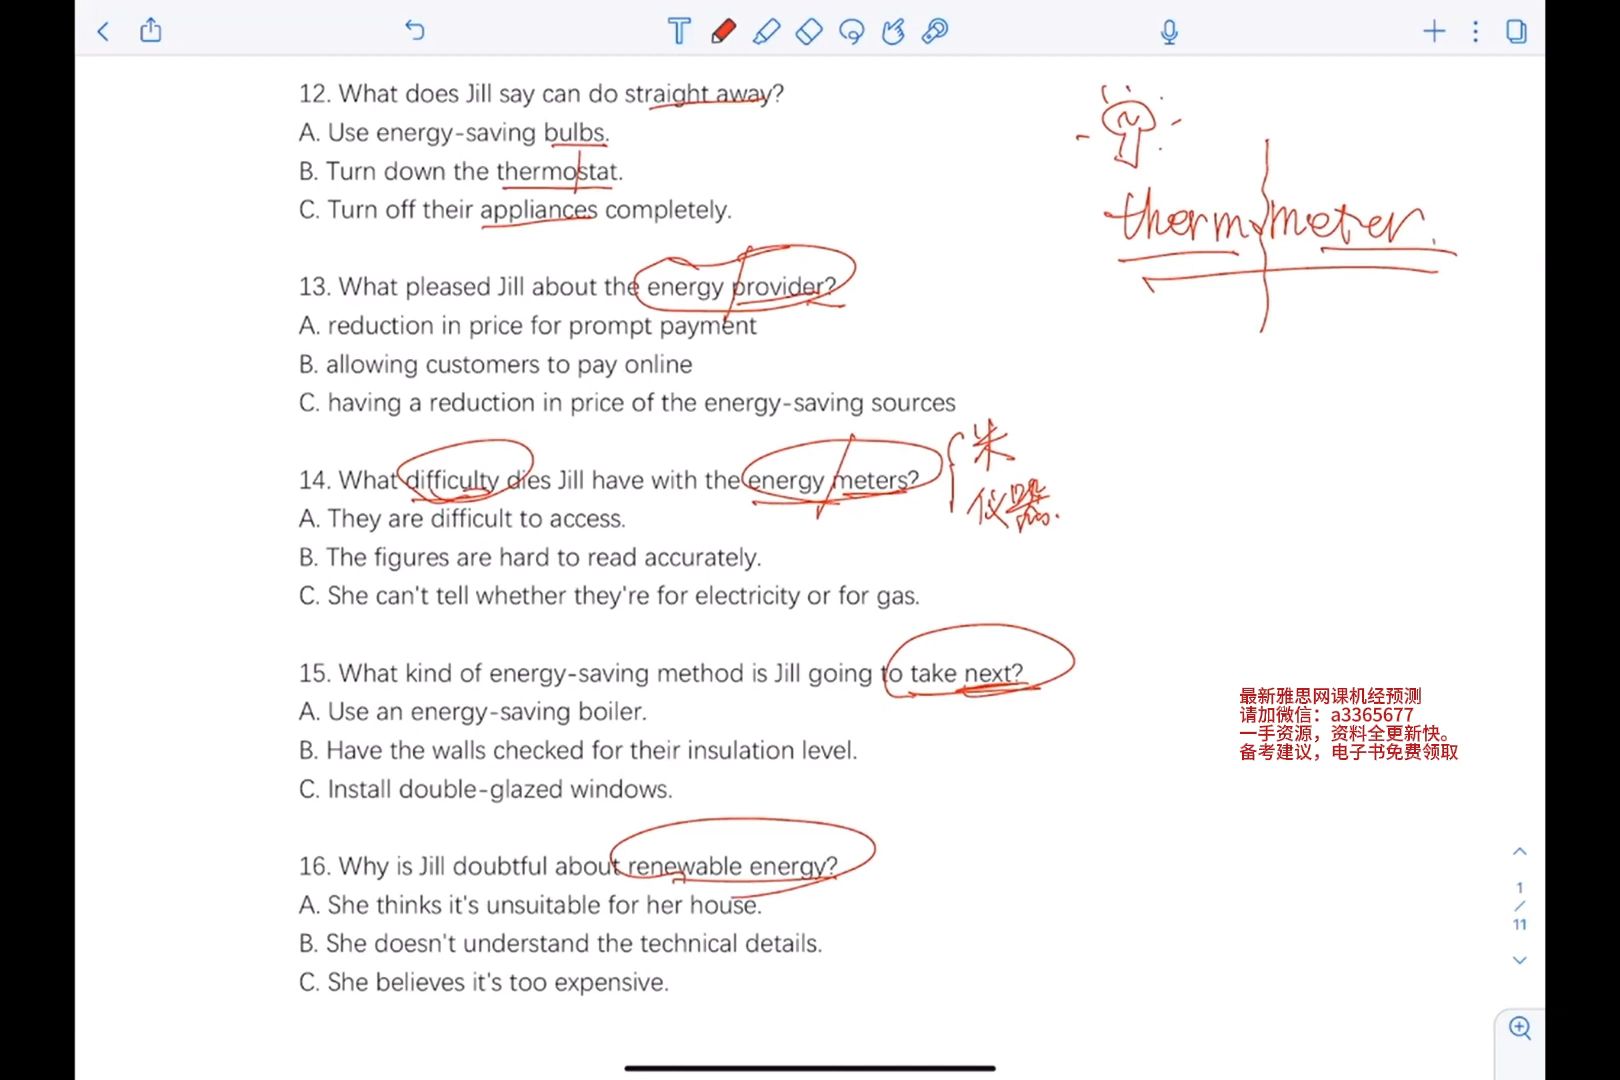 12. What does Jill say can do straight away?
A. Use energy-saving bulbs.
B. Turn down the thermostat.
C. Turn off their appliances completely.
thermometer.
13. What pleased Jill about the energy provider?
A. reduction in price for prompt payment
B. allowing customers to pay online
C. having a reduction in price of the energy-saving sources
14. What difficulty dies Jill have with the energy meters?
米
仪器.
A. They are difficult to access.
B. The figures are hard to read accurately.
C. She can't tell whether they're for electricity or for gas.
15. What kind of energy-saving method is Jill going to take next?
A. Use an energy-saving boiler.
B. Have the walls checked for their insulation level.
C. Install double-glazed windows.
最新雅思网课机经预测
请加微信：a3365677
一手资源，资料全更新快。
备考建议，电子书免费领取
16. Why is Jill doubtful about renewable energy?
A. She thinks it's unsuitable for her house.
B. She doesn't understand the technical details.
C. She believes it's too expensive.
1
/
11